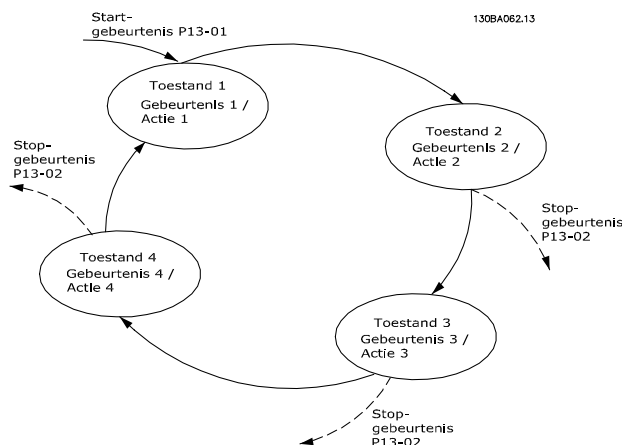 Start-
gebeurtenis P13-01
130BA062.13
Toestand 1
Gebeurtenis 1 /
Actie 1
Toestand 2
Gebeurtenis 2 /
Actie 2
Stop-
gebeurtenis
P13-02
Stop-
gebeurtenis
P13-02
Toestand 4
Gebeurtenis 4 /
Actie 4
Toestand 3
Gebeurtenis 3 /
Actie 3
Stop-
gebeurtenis
P13-02